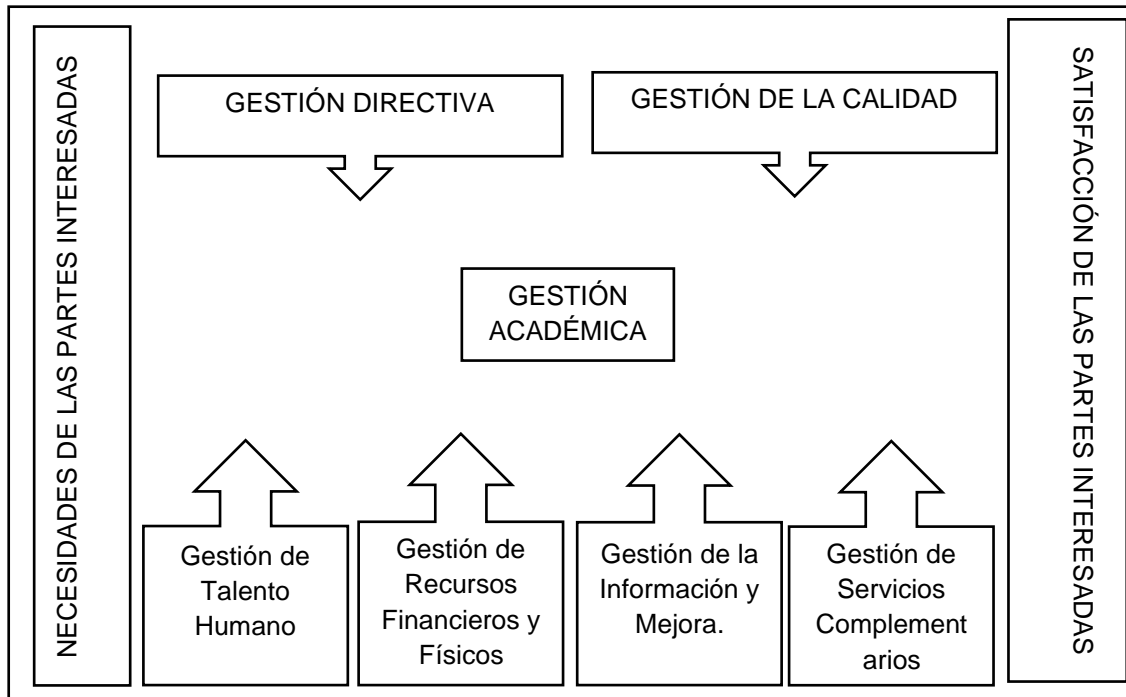 NECESIDADES DE LAS PARTES INTERESADAS
GESTIÓN DIRECTIVA
GESTIÓN DE LA CALIDAD
GESTIÓN
ACADÉMICA
Gestión de
Talento
Humano
Gestión de
Recursos
Financieros y
Físicos
Gestión de la
Información y
Mejora.
Gestión de
Servicios
Complement
arios
SATISFACCIÓN DE LAS PARTES INTERESADAS